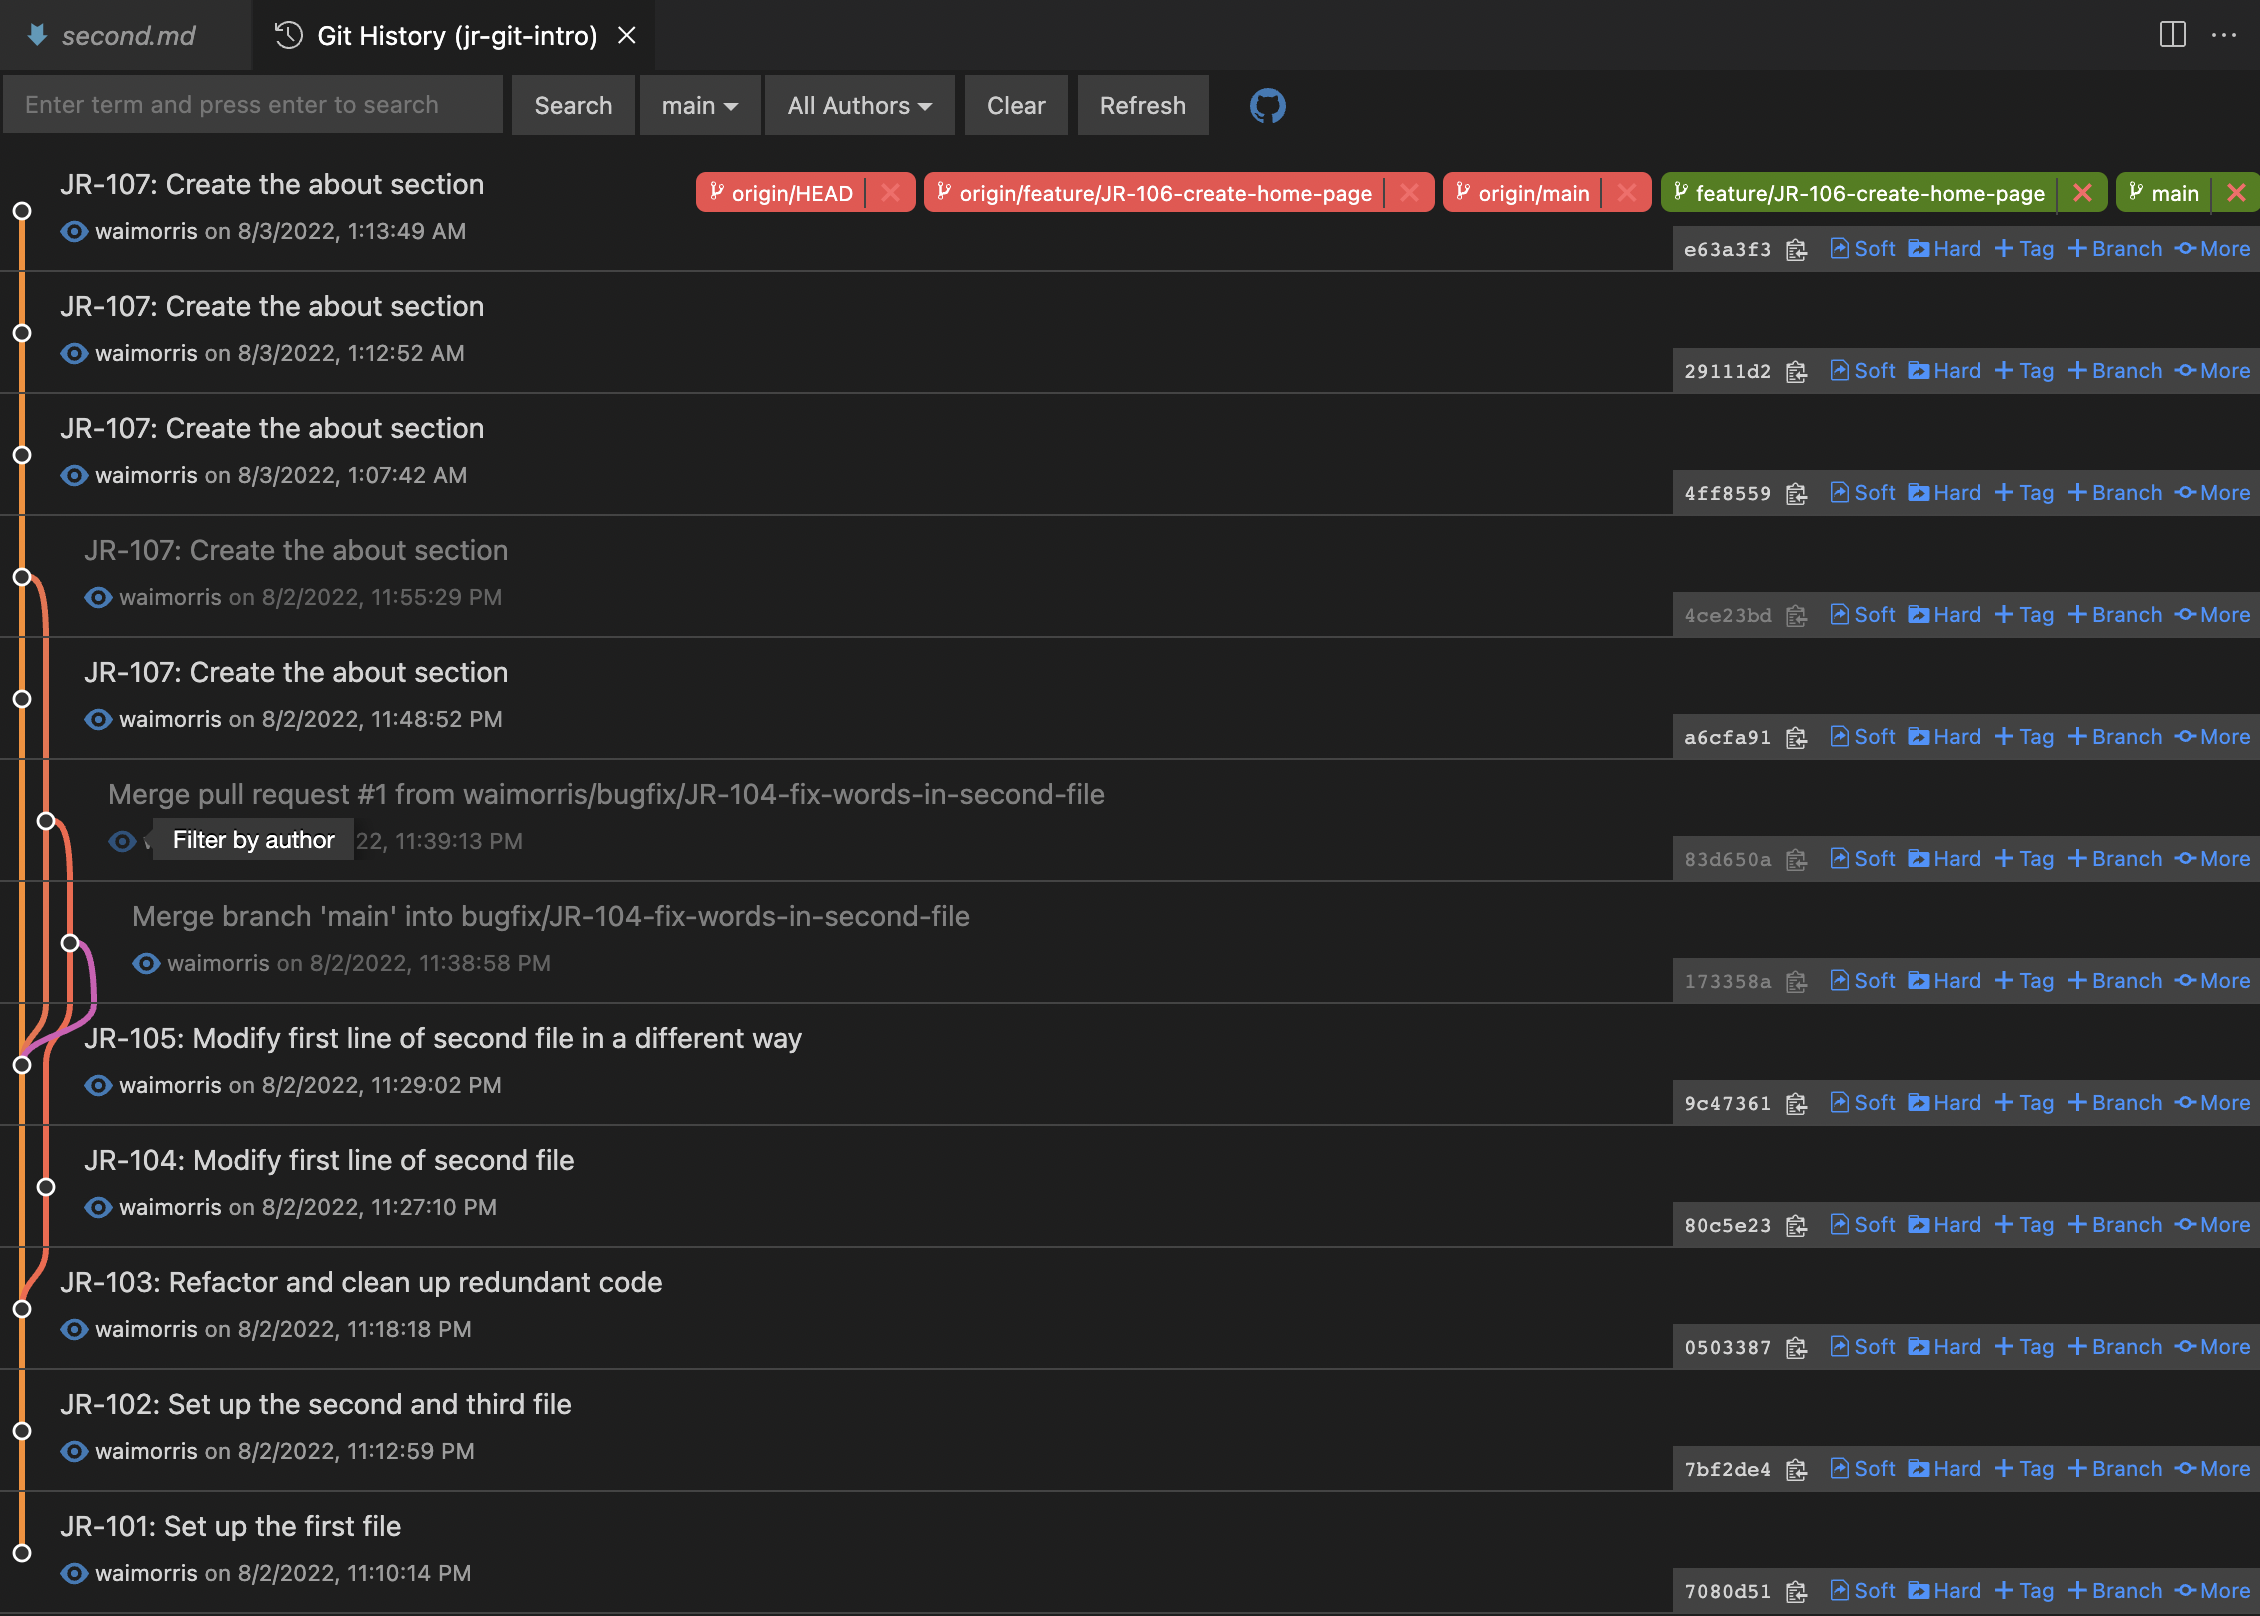 second.md Git History (jr-git-intro)
Enter term and press enter to search Search main All Authors Clear Refresh
JR-107: Create the about section origin/HEAD origin/feature/JR-106-create-home-page origin/main feature/JR-106-create-home-page main
waimorris on 8/3/2022, 1:13:49 AM
e63a3f3 Soft Hard + Tag + Branch More
JR-107: Create the about section
waimorris on 8/3/2022, 1:12:52 AM
29111d2 Soft Hard + Tag + Branch More
JR-107: Create the about section
waimorris on 8/3/2022, 1:07:42 AM
4ff8559 Soft Hard + Tag + Branch More
JR-107: Create the about section
waimorris on 8/2/2022, 11:55:29 PM
4ce23bd Soft Hard + Tag + Branch More
JR-107: Create the about section
waimorris on 8/2/2022, 11:48:52 PM
a6cfa91 Soft Hard + Tag + Branch More
Merge pull request #1 from waimorris/bugfix/JR-104-fix-words-in-second-file
Filter by author 22, 11:39:13 PM
83d650a Soft Hard + Tag + Branch More
Merge branch 'main' into bugfix/JR-104-fix-words-in-second-file
waimorris on 8/2/2022, 11:38:58 PM
173358a Soft Hard + Tag + Branch More
JR-105: Modify first line of second file in a different way
waimorris on 8/2/2022, 11:29:02 PM
9c47361 Soft Hard + Tag + Branch More
JR-104: Modify first line of second file
waimorris on 8/2/2022, 11:27:10 PM
80c5e23 Soft Hard + Tag + Branch More
JR-103: Refactor and clean up redundant code
waimorris on 8/2/2022, 11:18:18 PM
0503387 Soft Hard + Tag + Branch More
JR-102: Set up the second and third file
waimorris on 8/2/2022, 11:12:59 PM
7bf2de4 Soft Hard + Tag + Branch More
JR-101: Set up the first file
waimorris on 8/2/2022, 11:10:14 PM
7080d51 Soft Hard + Tag + Branch More